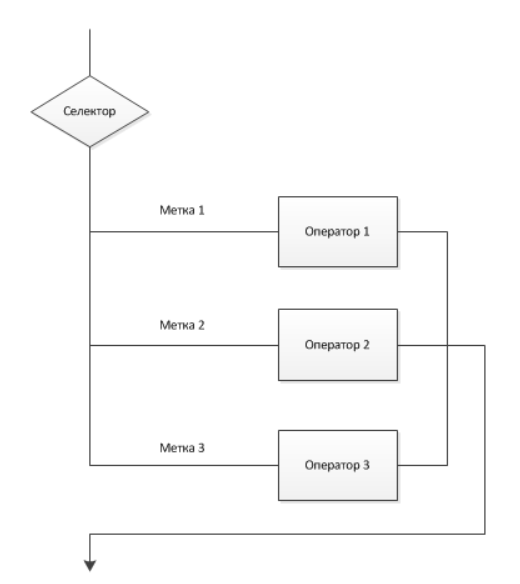 Селектор
Метка 1
Оператор 1
Метка 2
Оператор 2
Метка 3
Оператор 3